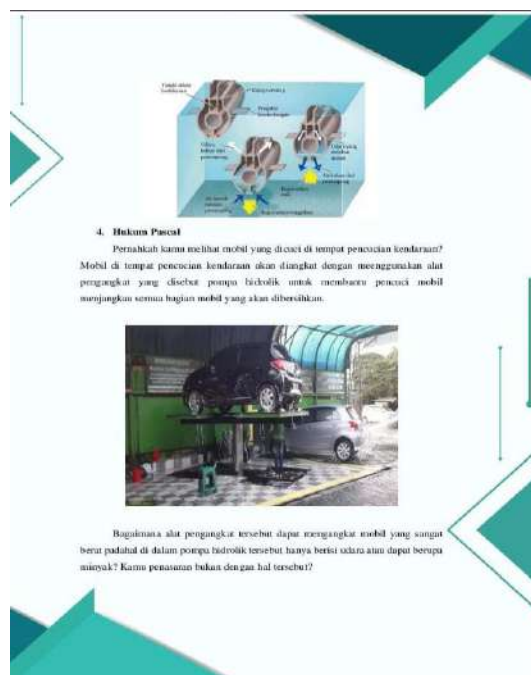 4. Hukum Pascal
Pernahkah kamu melihat mobil yang dicuci di tempat pencucian kendaraan?
Mobil di tempat pencucian kendaraan akan diangkat dengan meenggunakan alat
pengangkat yang disebut pompa hidrolik untuk membantu pencuci mobil
menjangkau semua bagian mobil yang akan dibersihkan.
Bagaimana alat pengangkat tersebut dapat mengangkat mobil yang sangat
berat padahal di dalam pompa hidrolik tersebut hanya berisi udara atau dapat berupa
minyak? Kamu penasaran bukan dengan hal tersebut?